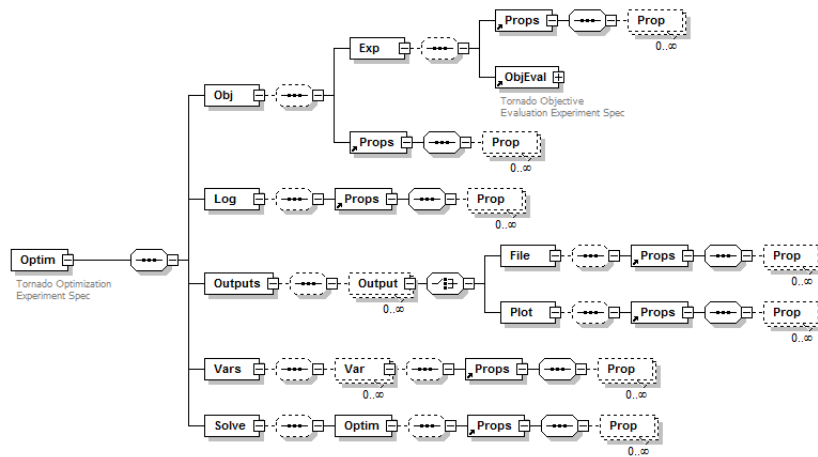 Props
Prop
0..∞
Exp
ObjEval
Tornado Objective
Evaluation Experiment Spec
Obj
Props
Prop
0..∞
Log
Props
Prop
0..∞
Optim
Tornado Optimization
Experiment Spec
Outputs
Output
0..∞
File
Props
Prop
0..∞
Plot
Props
Prop
0..∞
Vars
Var
0..∞
Props
Prop
0..∞
Solve
Optim
Props
Prop
0..∞